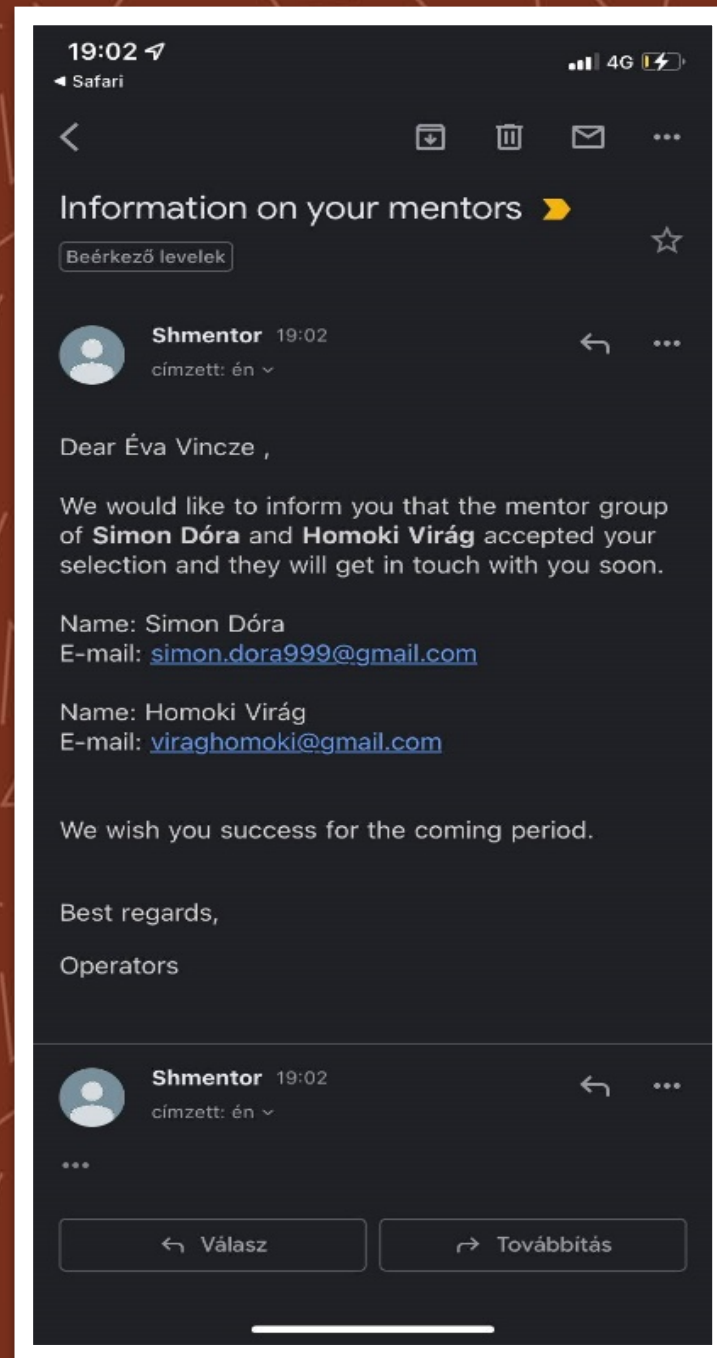 19:02
4G
◄ Safari
Information on your mentors
Beérkező levelek
Shmentor 19:02
címzett: én
Dear Éva Vincze ,
We would like to inform you that the mentor group
of Simon Dóra and Homoki Virág accepted your
selection and they will get in touch with you soon.
Name: Simon Dóra
E-mail: simon.dora999@gmail.com
Name: Homoki Virág
E-mail: viraghomoki@gmail.com
We wish you success for the coming period.
Best regards,
Operators
Shmentor 19:02
címzett: én
Válasz
Továbbítás